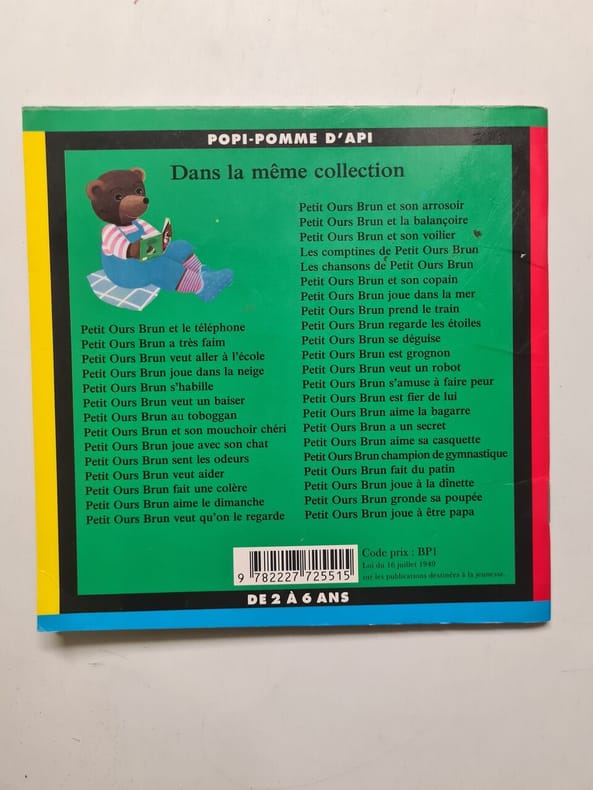 POPI-POMME D'API
Dans la même collection
Petit Ours Brun et le téléphone
Petit Ours Brun a très faim
Petit Ours Brun veut aller à l'école
Petit Ours Brun joue dans la neige
Petit Ours Brun s'habille
Petit Ours Brun veut un baiser
Petit Ours Brun au toboggan
Petit Ours Brun et son mouchoir chéri
Petit Ours Brun joue avec son chat
Petit Ours Brun sent les odeurs
Petit Ours Brun veut aider
Petit Ours Brun fait une colère
Petit Ours Brun aime le dimanche
Petit Ours Brun veut qu'on le regarde
Petit Ours Brun et son arrosoir
Petit Ours Brun et la balançoire
Petit Ours Brun et son voilier
Les comptines de Petit Ours Brun
Les chansons de Petit Ours Brun
Petit Ours Brun et son copain
Petit Ours Brun joue dans la mer
Petit Ours Brun prend le train
Petit Ours Brun regarde les étoiles
Petit Ours Brun se déguise
Petit Ours Brun est grognon
Petit Ours Brun veut un robot
Petit Ours Brun s'amuse à faire peur
Petit Ours Brun est fier de lui
Petit Ours Brun aime la bagarre
Petit Ours Brun a un secret
Petit Ours Brun aime sa casquette
Petit Ours Brun champion de gymnastique
Petit Ours Brun fait du patin
Petit Ours Brun joue à la dînette
Petit Ours Brun gronde sa poupée
Petit Ours Brun joue à être papa
9 782227 725515
Code prix : BP1
Loi du 16 juillet 1949
sur les publications destinées à la jeunesse.
DE 2 À 6 ANS